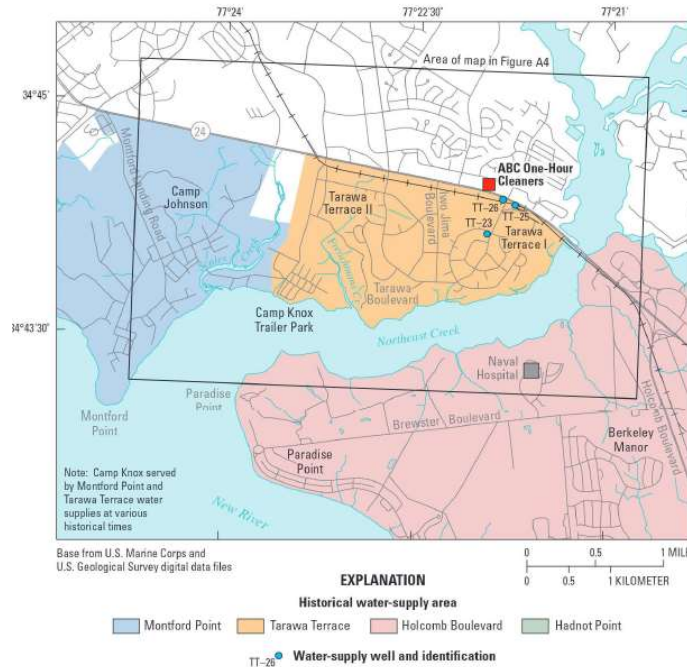 77°24'
77°22'30"
77°21'
Area of map in Figure A4
34°45'
24
ABC One-Hour
Cleaners
Montford Landing Road
Camp
Johnson
Tarawa
Terrace II
Iwo Jima
Boulevard
TT–26
TT–25
TT–23
Tarawa
Terrace I
Frenchmans Cr
Tarawa
Boulevard
Camp Knox
Trailer Park
34°43'30"
Northeast Creek
Naval
Hospital
Holcomb Boulevard
Montford
Point
Paradise
Point
Brewster Boulevard
Berkeley
Manor
Paradise
Point
Note: Camp Knox served
by Montford Point and
Tarawa Terrace water
supplies at various
historical times
New River
Base from U.S. Marine Corps and
U.S. Geological Survey digital data files
0 0.5 1 MILE
0 0.5 1 KILOMETER
EXPLANATION
Historical water-supply area
Montford Point
Tarawa Terrace
Holcomb Boulevard
Hadnot Point
TT–26 Water-supply well and identification